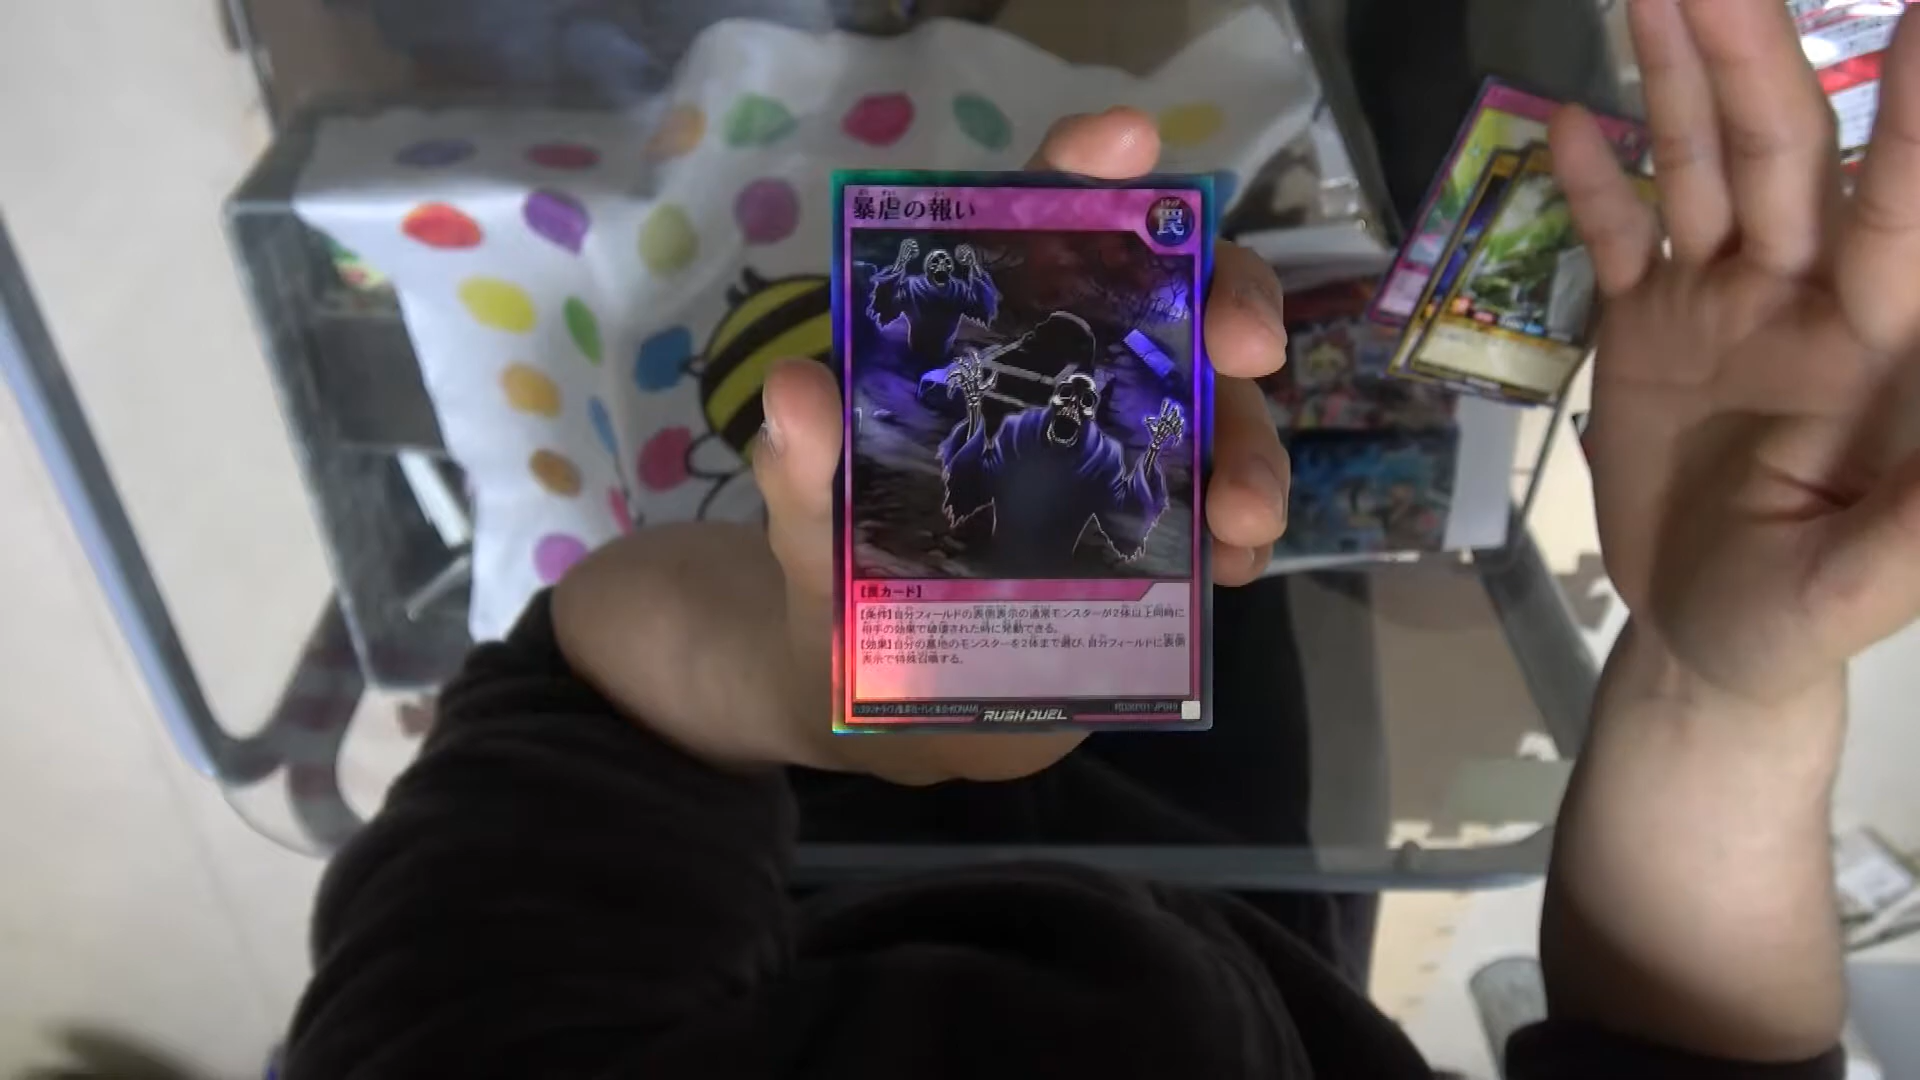 暴虐の報い
トラップ
罠
【罠カード】
【条件】自分フィールドの表側表示の通常モンスターが2体以上同時に
相手の効果で破壊された時に発動できる。
【効果】自分の墓地のモンスターを2体まで選び、自分フィールドに表側
表示で特殊召喚する。
RUSH DUEL